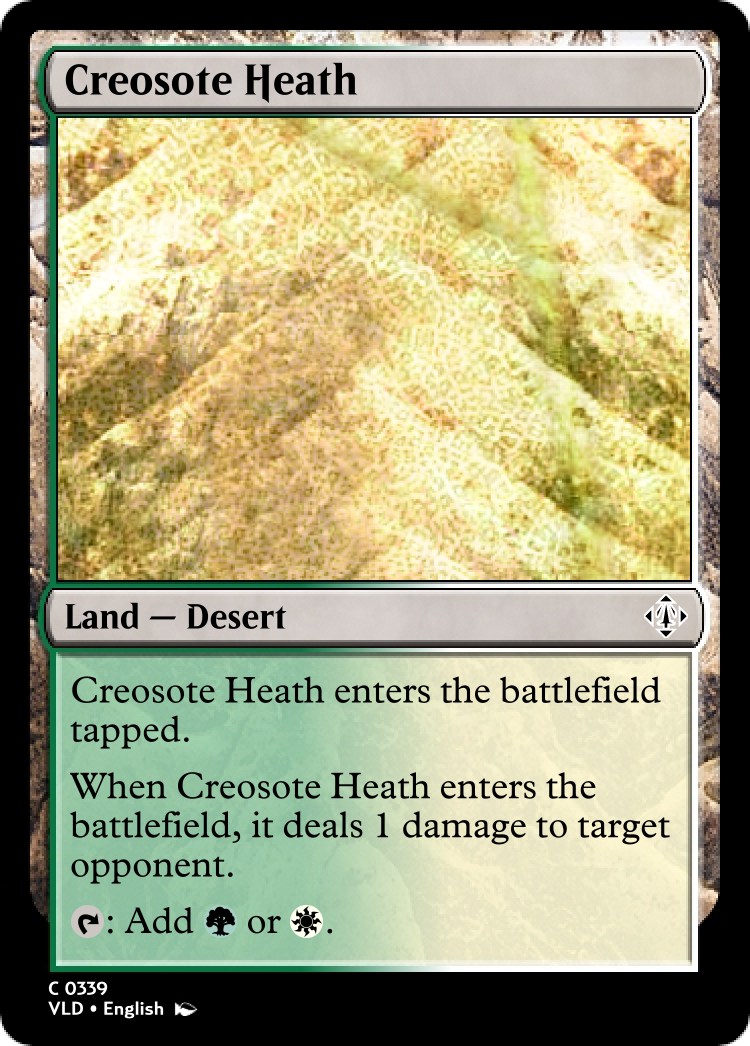 Creosote Heath
Land — Desert
Creosote Heath enters the battlefield
tapped.
When Creosote Heath enters the
battlefield, it deals 1 damage to target
opponent.
: Add or .
C 0339
VLD • English